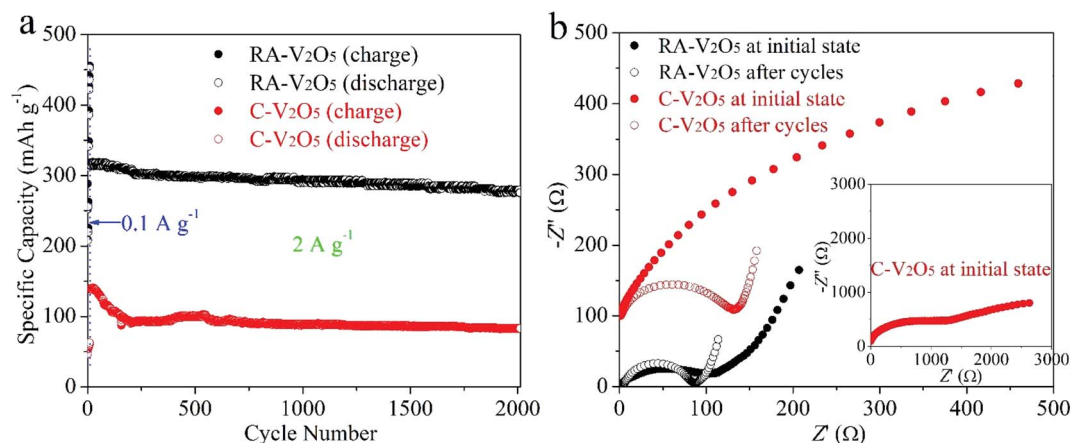 a
500
400
300
200
100
0
0
500
1000
1500
2000
Specific Capacity (mAh g-1)
Cycle Number
RA-V2O5 (charge)
RA-V2O5 (discharge)
C-V2O5 (charge)
C-V2O5 (discharge)
0.1 A g-1
2 A g-1
b
500
400
300
200
100
0
0
100
200
300
400
500
-Z'' (Ω)
Z' (Ω)
RA-V2O5 at initial state
RA-V2O5 after cycles
C-V2O5 at initial state
C-V2O5 after cycles
3000
2000
1000
0
0
1000
2000
3000
-Z'' (Ω)
Z' (Ω)
C-V2O5 at initial state